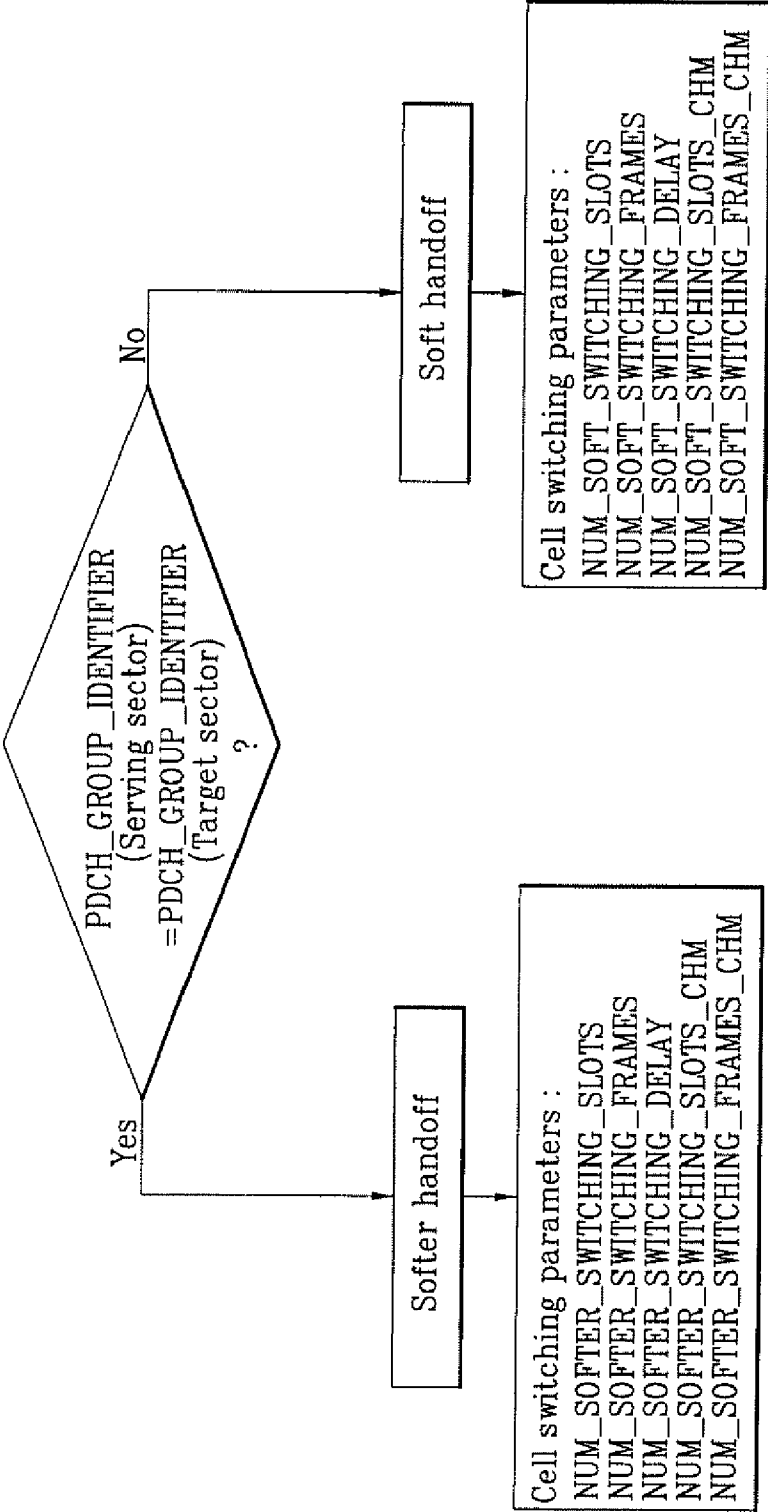 PDCH_GROUP_IDENTIFIER
(Serving sector)
=PDCH_GROUP_IDENTIFIER
(Target sector)
?
Yes
No
Softer handoff
Cell switching parameters :
NUM_SOFTER_SWITCHING_SLOTS
NUM_SOFTER_SWITCHING_FRAMES
NUM_SOFTER_SWITCHING_DELAY
NUM_SOFTER_SWITCHING_SLOTS_CHM
NUM_SOFTER_SWITCHING_FRAMES_CHM
Soft handoff
Cell switching parameters :
NUM_SOFT_SWITCHING_SLOTS
NUM_SOFT_SWITCHING_FRAMES
NUM_SOFT_SWITCHING_DELAY
NUM_SOFT_SWITCHING_SLOTS_CHM
NUM_SOFT_SWITCHING_FRAMES_CHM